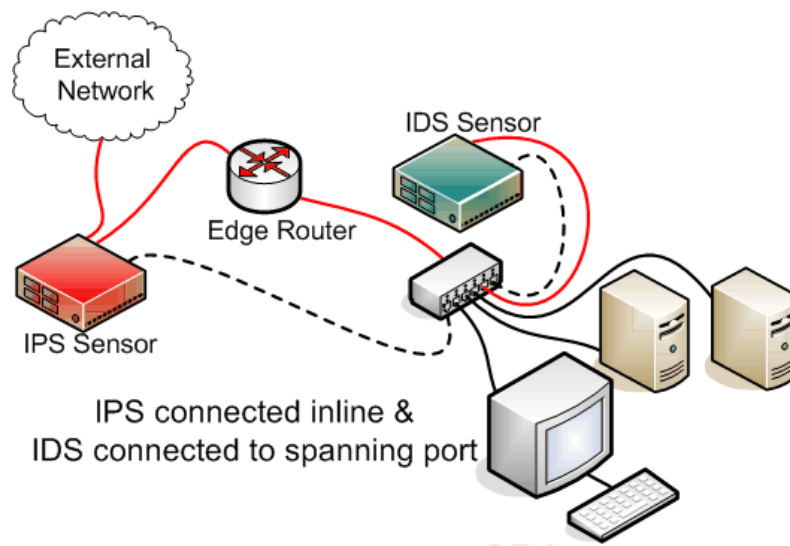 External
Network
IDS Sensor
Edge Router
IPS Sensor
IPS connected inline &
IDS connected to spanning port